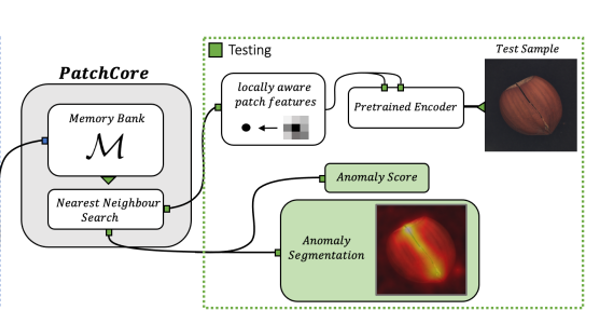 Testing
Test Sample
PatchCore
locally aware
patch features
Pretrained Encoder
Memory Bank
ℳ
Nearest Neighbour
Search
Anomaly Score
Anomaly
Segmentation